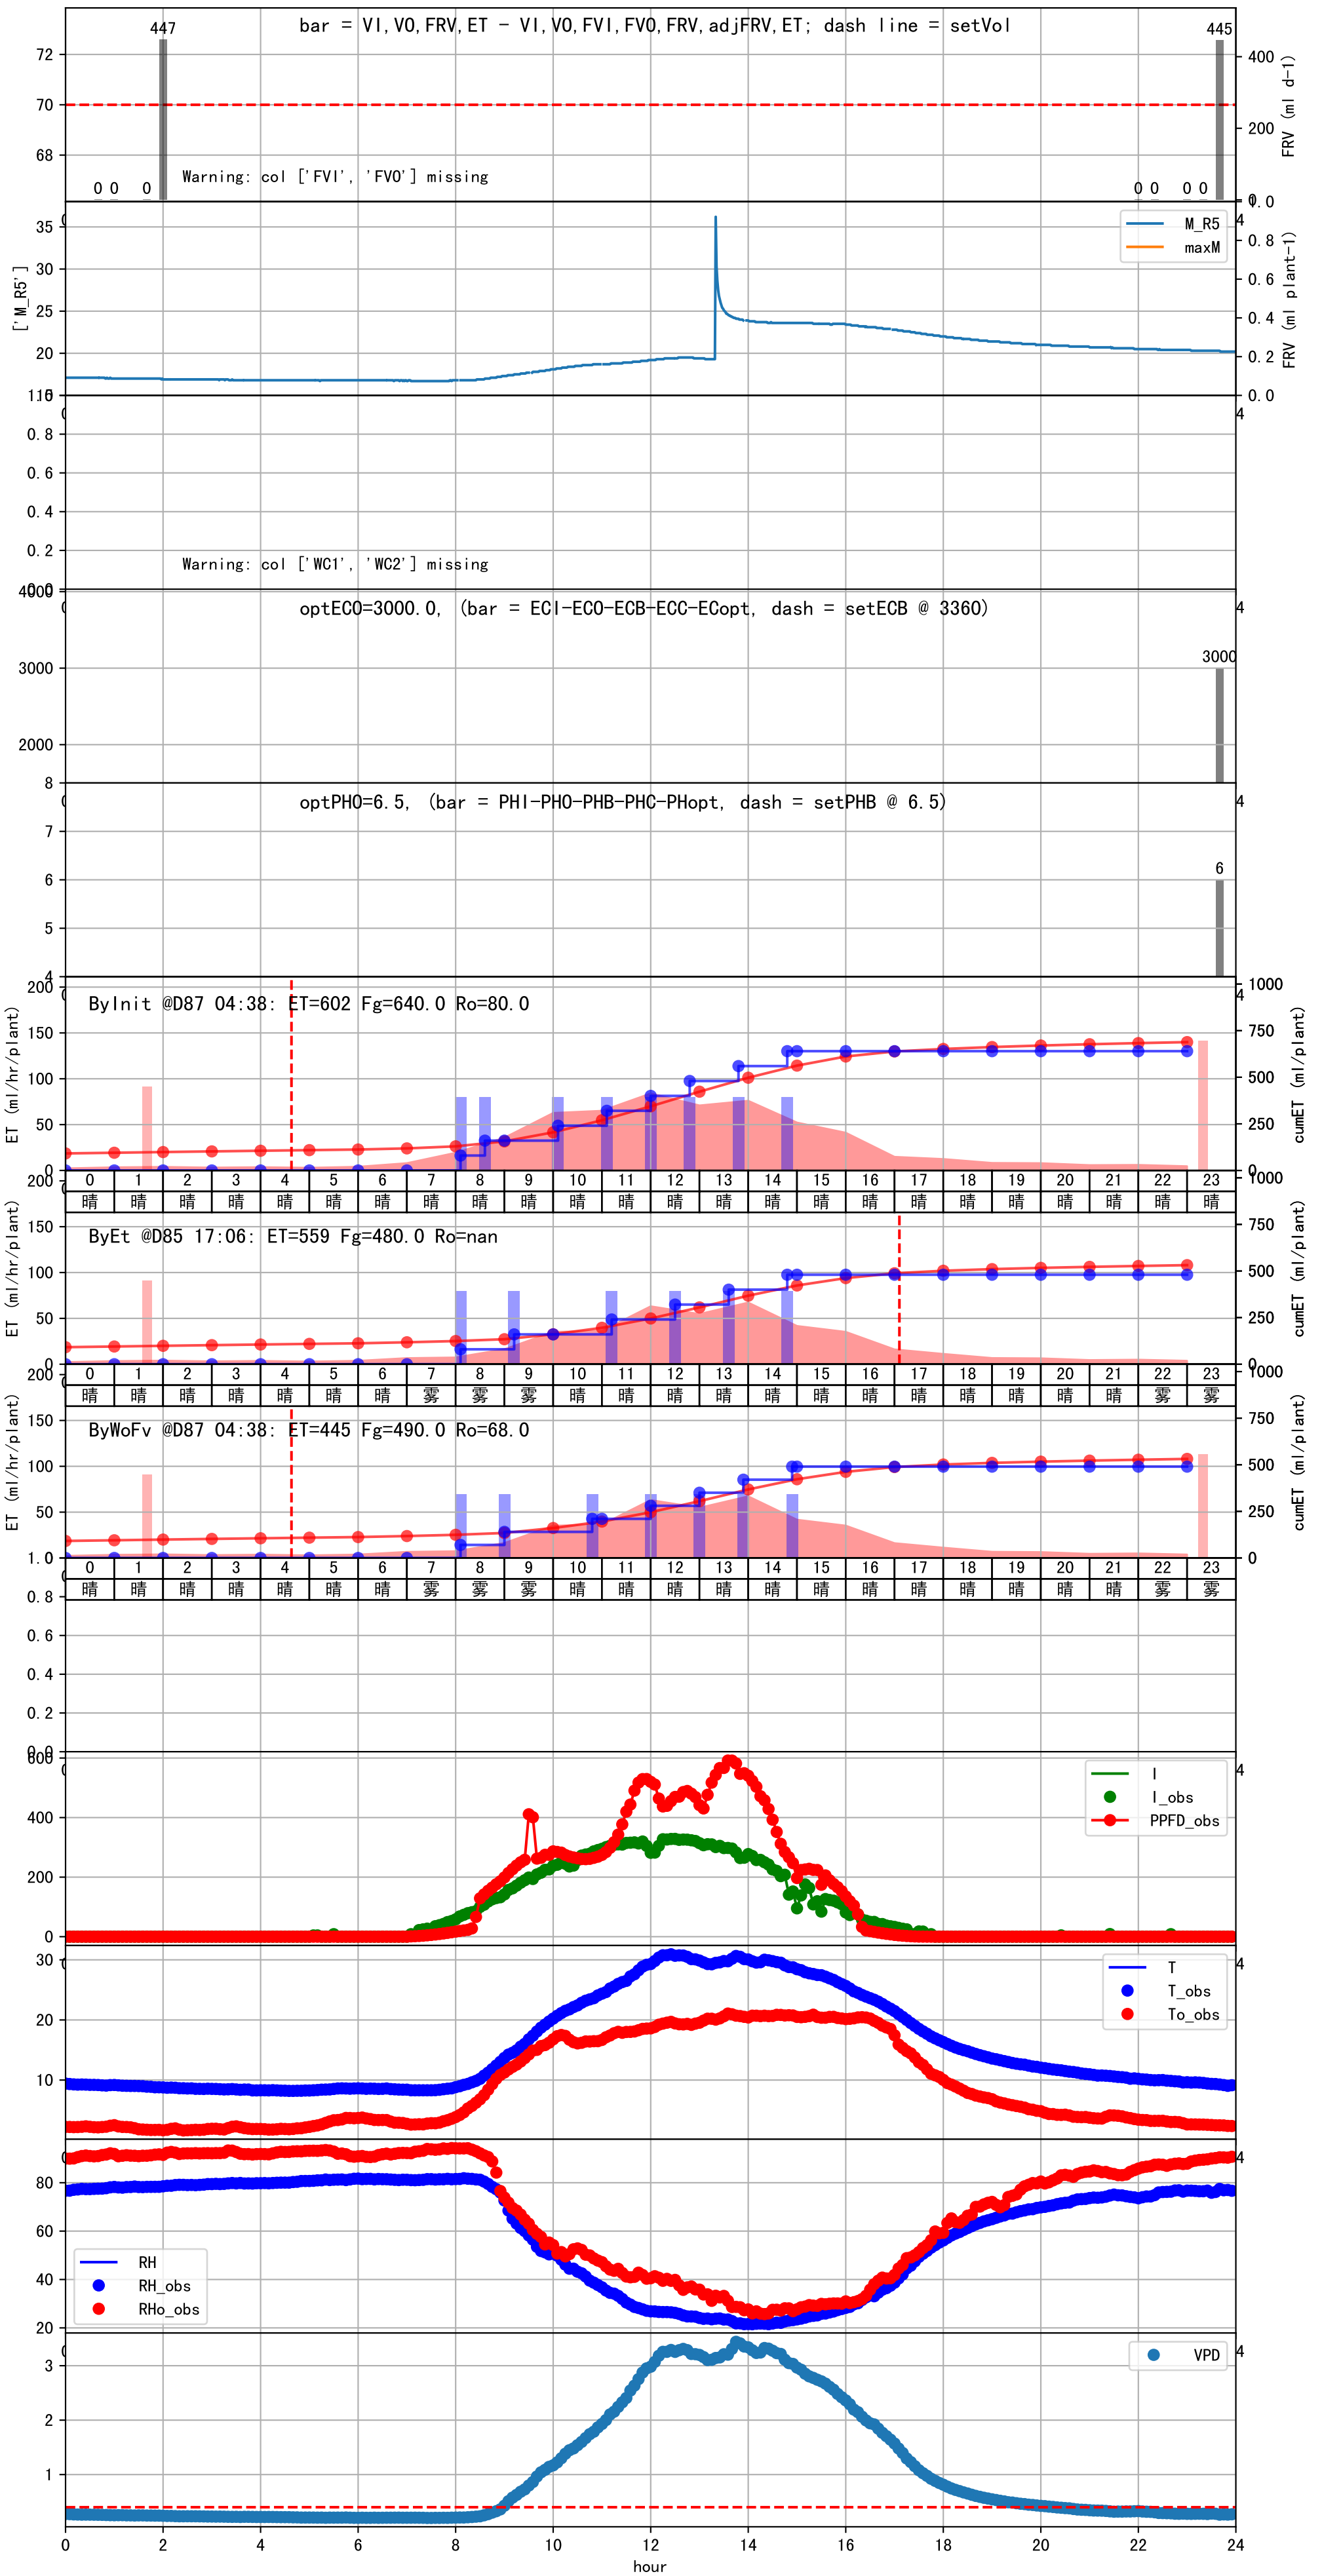 bar = VI,VO,FRV,ET - VI,VO,FVI,FVO,FRV,adjFRV,ET; dash line = setVol
447
445
72
70
68
400
200
0
FRV (ml d-1)
0 0 0
0 0 0 0
Warning: col ['FVI', 'FVO'] missing
['M_R5']
35
30
25
20
M_R5
maxM
1.0
0.8
0.6
0.4
0.2
0.0
FRV (ml plant-1)
4
0.8
0.6
0.4
0.2
Warning: col ['WC1', 'WC2'] missing
4
4000
3000
2000
optECO=3000.0, (bar = ECI-ECO-ECB-ECC-ECopt, dash = setECB @ 3360)
3000
4
8
7
6
5
4
optPHO=6.5, (bar = PHI-PHO-PHB-PHC-PHopt, dash = setPHB @ 6.5)
6
4
ByInit @D87 04:38: ET=602 Fg=640.0 Ro=80.0
ET (ml/hr/plant)
200
150
100
50
0
1000
750
500
250
0
cumET (ml/plant)
4
0 1 2 3 4 5 6 7 8 9 10 11 12 13 14 15 16 17 18 19 20 21 22 23
晴 晴 晴 晴 晴 晴 晴 晴 晴 晴 晴 晴 晴 晴 晴 晴 晴 晴 晴 晴 晴 晴 晴 晴
ByEt @D85 17:06: ET=559 Fg=480.0 Ro=nan
ET (ml/hr/plant)
200
150
100
50
0
1000
750
500
250
0
cumET (ml/plant)
0 1 2 3 4 5 6 7 8 9 10 11 12 13 14 15 16 17 18 19 20 21 22 23
晴 晴 晴 晴 晴 晴 晴 雾 雾 雾 晴 晴 晴 晴 晴 晴 晴 晴 晴 晴 晴 晴 雾 雾
ByWoFv @D87 04:38: ET=445 Fg=490.0 Ro=68.0
ET (ml/hr/plant)
200
150
100
50
1000
750
500
250
0
cumET (ml/plant)
0 1 2 3 4 5 6 7 8 9 10 11 12 13 14 15 16 17 18 19 20 21 22 23
晴 晴 晴 晴 晴 晴 晴 雾 雾 雾 晴 晴 晴 晴 晴 晴 晴 晴 晴 晴 晴 晴 雾 雾
1.0
0.8
0.6
0.4
0.2
0.0
600
400
200
0
I
I_obs
PPFD_obs
4
30
20
10
T
T_obs
To_obs
4
80
60
40
20
RH
RH_obs
RHo_obs
4
3
2
1
VPD
4
0 2 4 6 8 10 12 14 16 18 20 22 24
hour